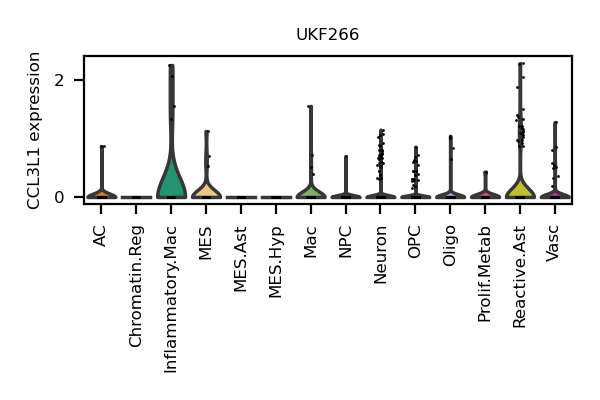 UKF266
CCL3L1 expression
2
0
AC
Chromatin.Reg
Inflammatory.Mac
MES
MES.Ast
MES.Hyp
Mac
NPC
Neuron
OPC
Oligo
Prolif.Metab
Reactive.Ast
Vasc